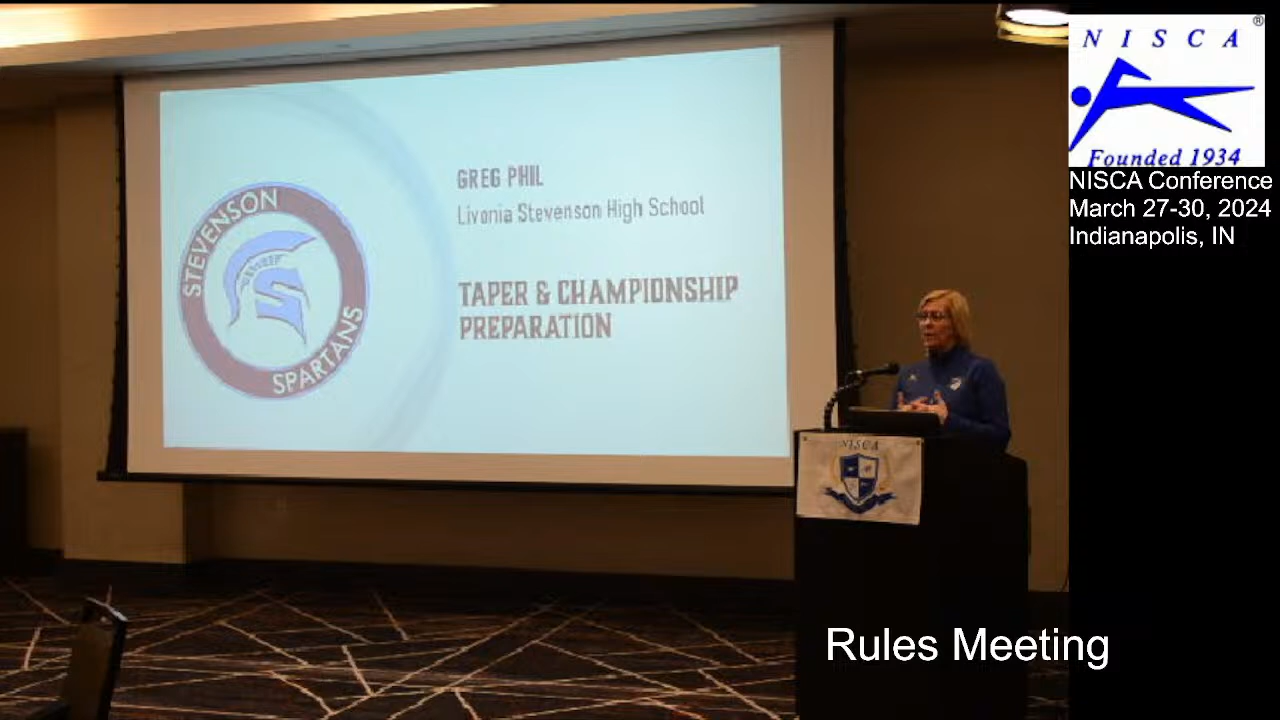 STEVENSON
SPARTANS
GREG PHIL
Livonia Stevenson High School
TAPER & CHAMPIONSHIP
PREPARATION
NISCA
Rules Meeting
N I S C A ®
Founded 1934
NISCA Conference
March 27-30, 2024
Indianapolis, IN